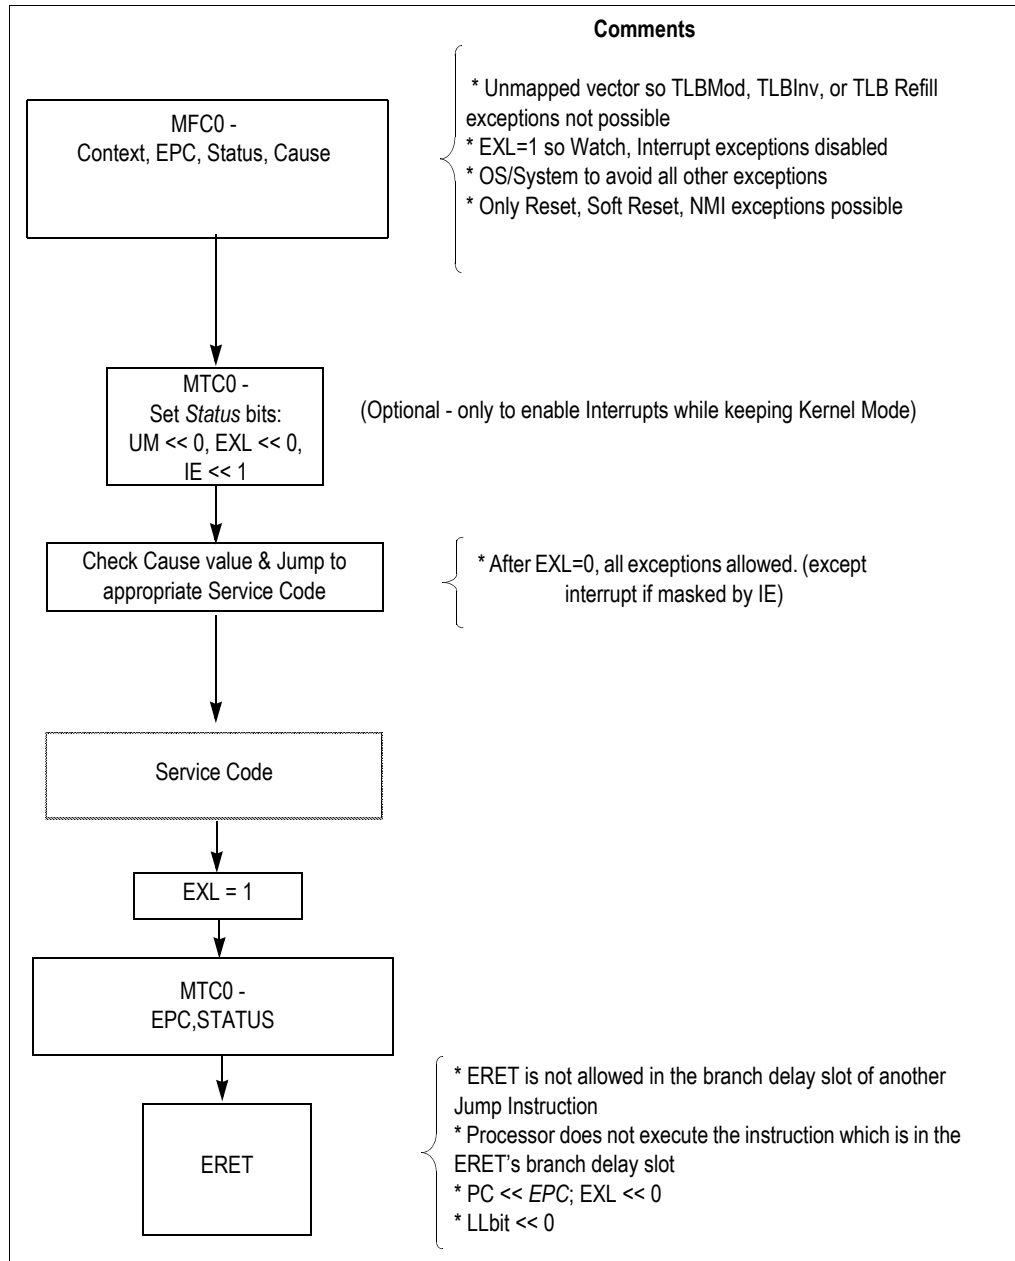 Comments
MFC0 -
Context, EPC, Status, Cause
* Unmapped vector so TLBMod, TLBInv, or TLB Refill
exceptions not possible
* EXL=1 so Watch, Interrupt exceptions disabled
* OS/System to avoid all other exceptions
* Only Reset, Soft Reset, NMI exceptions possible
MTC0 -
Set Status bits:
UM << 0, EXL << 0,
IE << 1
(Optional - only to enable Interrupts while keeping Kernel Mode)
Check Cause value & Jump to
appropriate Service Code
* After EXL=0, all exceptions allowed. (except
interrupt if masked by IE)
Service Code
EXL = 1
MTC0 -
EPC,STATUS
ERET
* ERET is not allowed in the branch delay slot of another
Jump Instruction
* Processor does not execute the instruction which is in the
ERET's branch delay slot
* PC << EPC; EXL << 0
* LLbit << 0